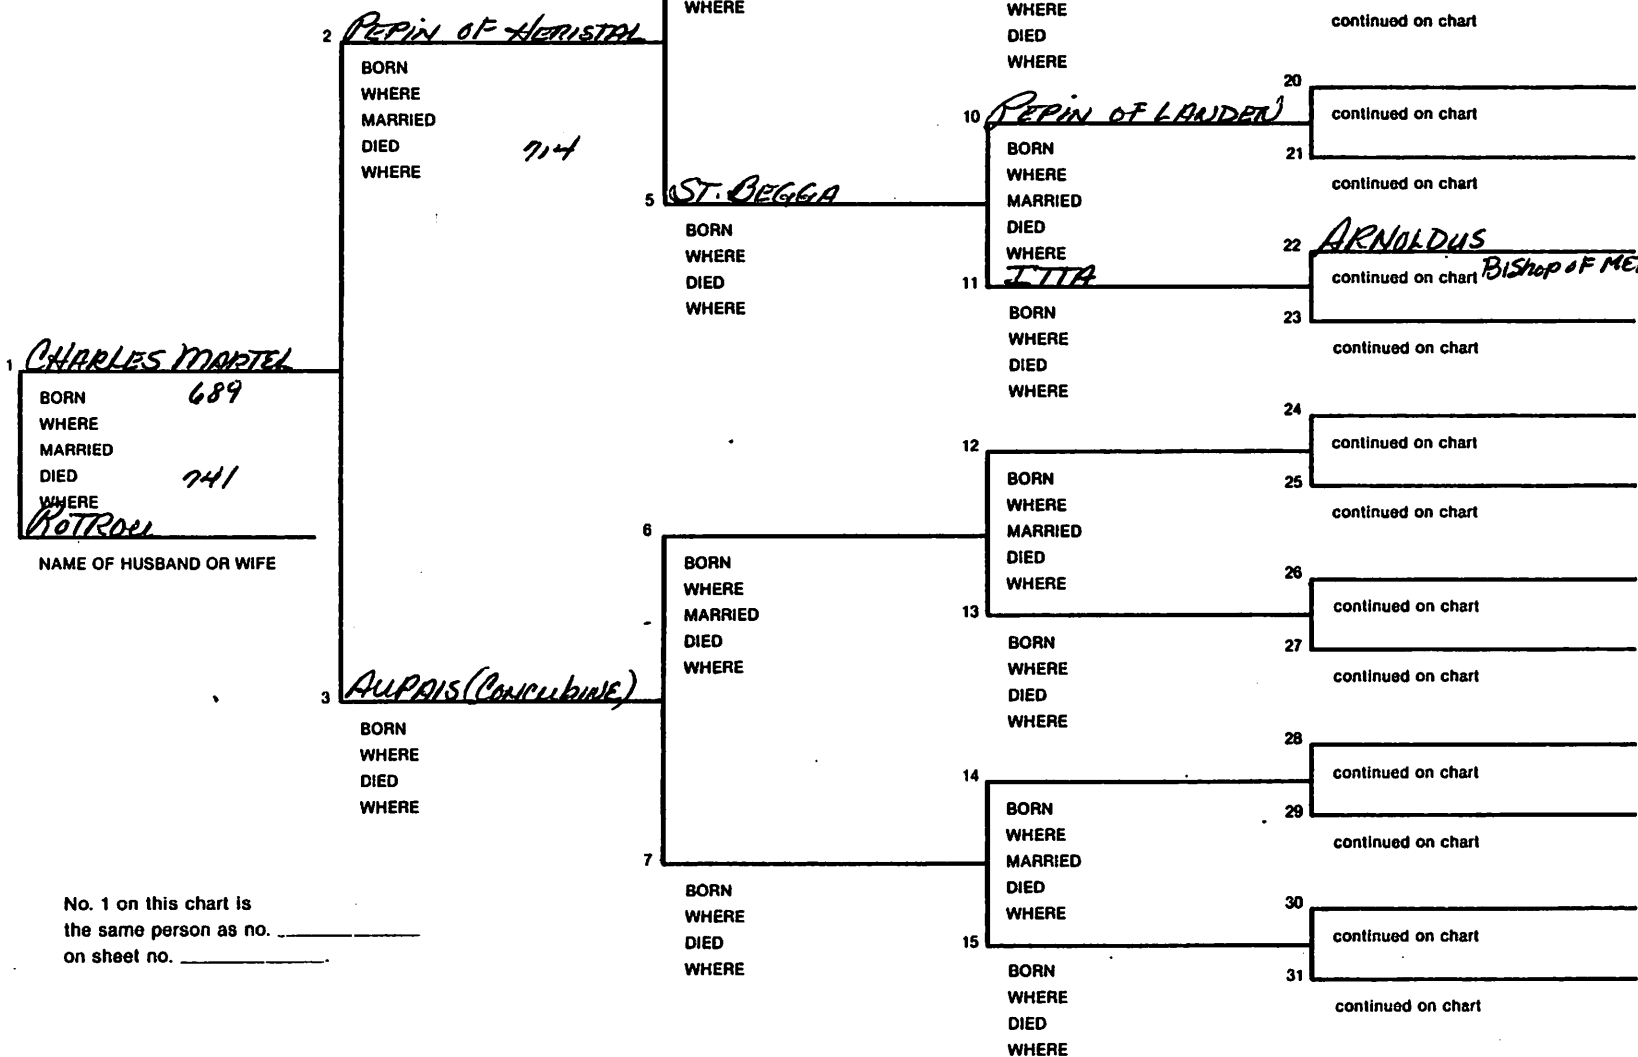 WHERE
WHERE
DIED
WHERE
continued on chart
2 PEPIN OF HERISTAL
BORN
WHERE
MARRIED
DIED 714
WHERE
5 ST. BEGGA
BORN
WHERE
DIED
WHERE
10 PEPIN OF LANDEN
BORN
WHERE
MARRIED
DIED
WHERE
11 ITTA
BORN
WHERE
DIED
WHERE
20
continued on chart
21
continued on chart
22 ARNOLDUS
continued on chart BIShop oF
23
continued on chart
1 CHARLES MARTEL
BORN 689
WHERE
MARRIED
DIED 741
WHERE
ROTROU
NAME OF HUSBAND OR WIFE
3 AUPAIS (CONCUbINE)
BORN
WHERE
DIED
WHERE
6
BORN
WHERE
MARRIED
DIED
WHERE
7
BORN
WHERE
DIED
WHERE
12
BORN
WHERE
MARRIED
DIED
WHERE
13
BORN
WHERE
DIED
WHERE
14
BORN
WHERE
MARRIED
DIED
WHERE
15
BORN
WHERE
DIED
WHERE
24
continued on chart
25
continued on chart
26
continued on chart
27
continued on chart
28
continued on chart
29
continued on chart
30
continued on chart
31
continued on chart
No. 1 on this chart is
the same person as no.
on sheet no.